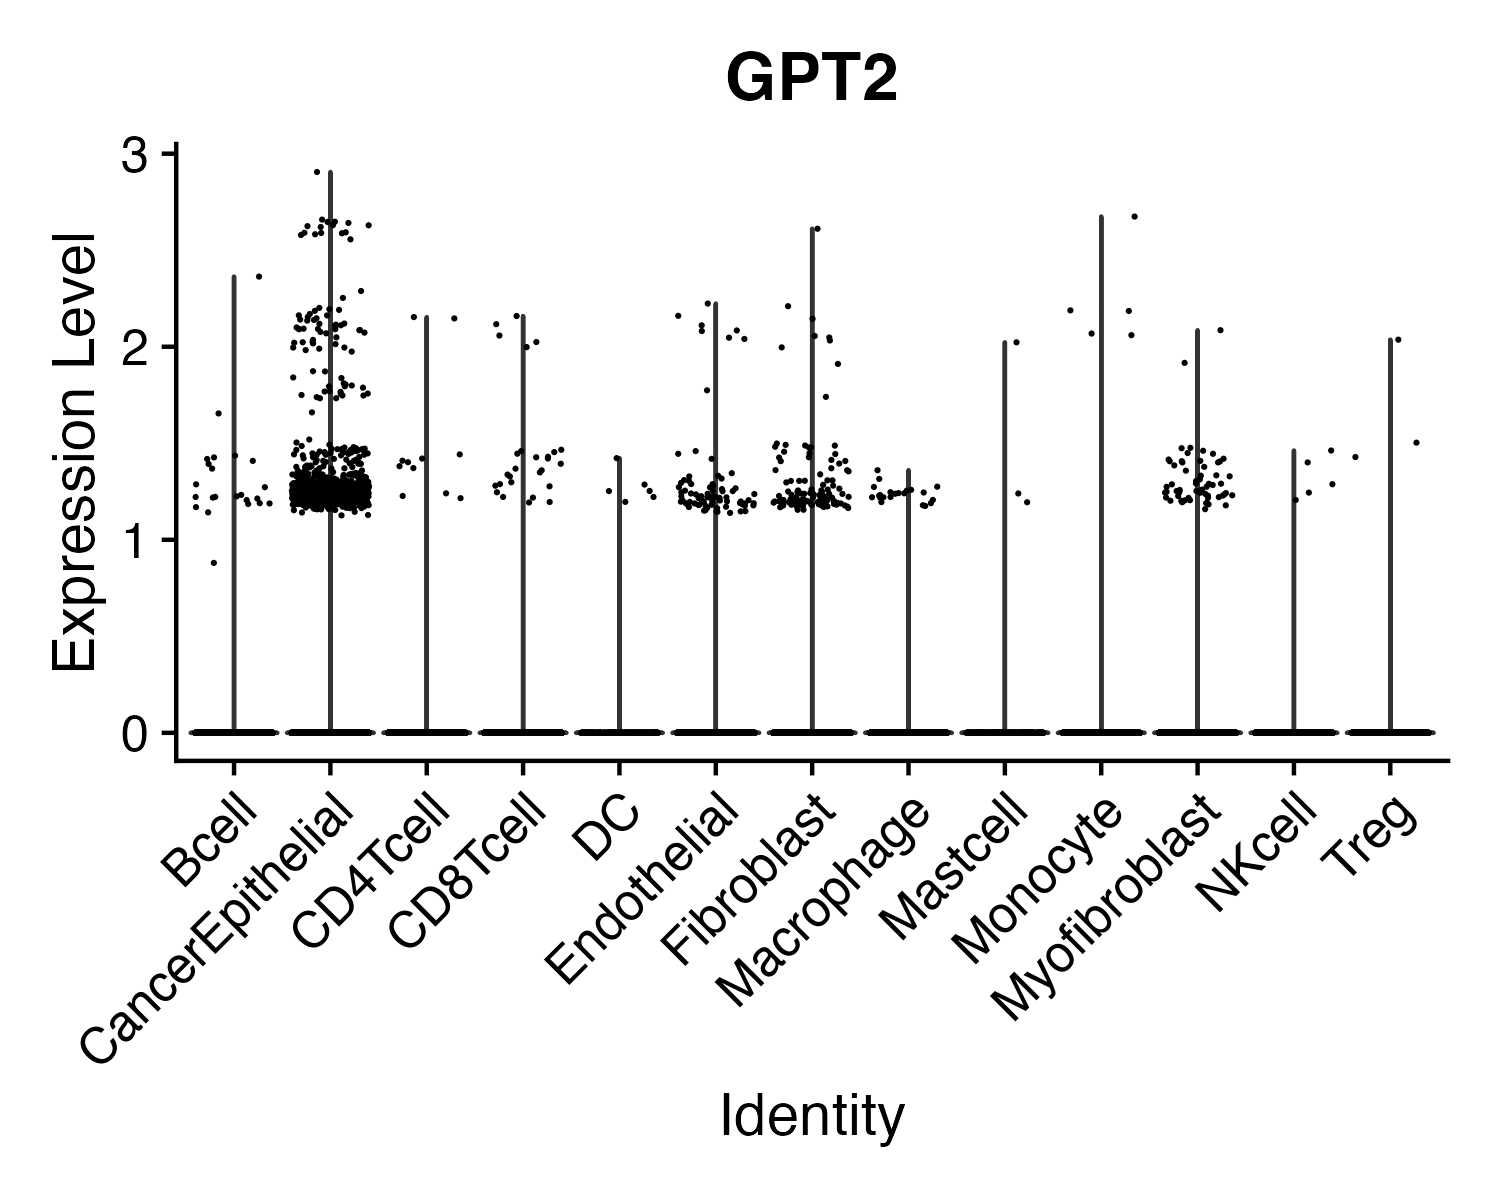 GPT2
Expression Level
3
2
1
0
Bcell
CancerEpithelial
CD4Tcell
CD8Tcell
DC
Endothelial
Fibroblast
Macrophage
Mastcell
Monocyte
Myofibroblast
NKcell
Treg
Identity